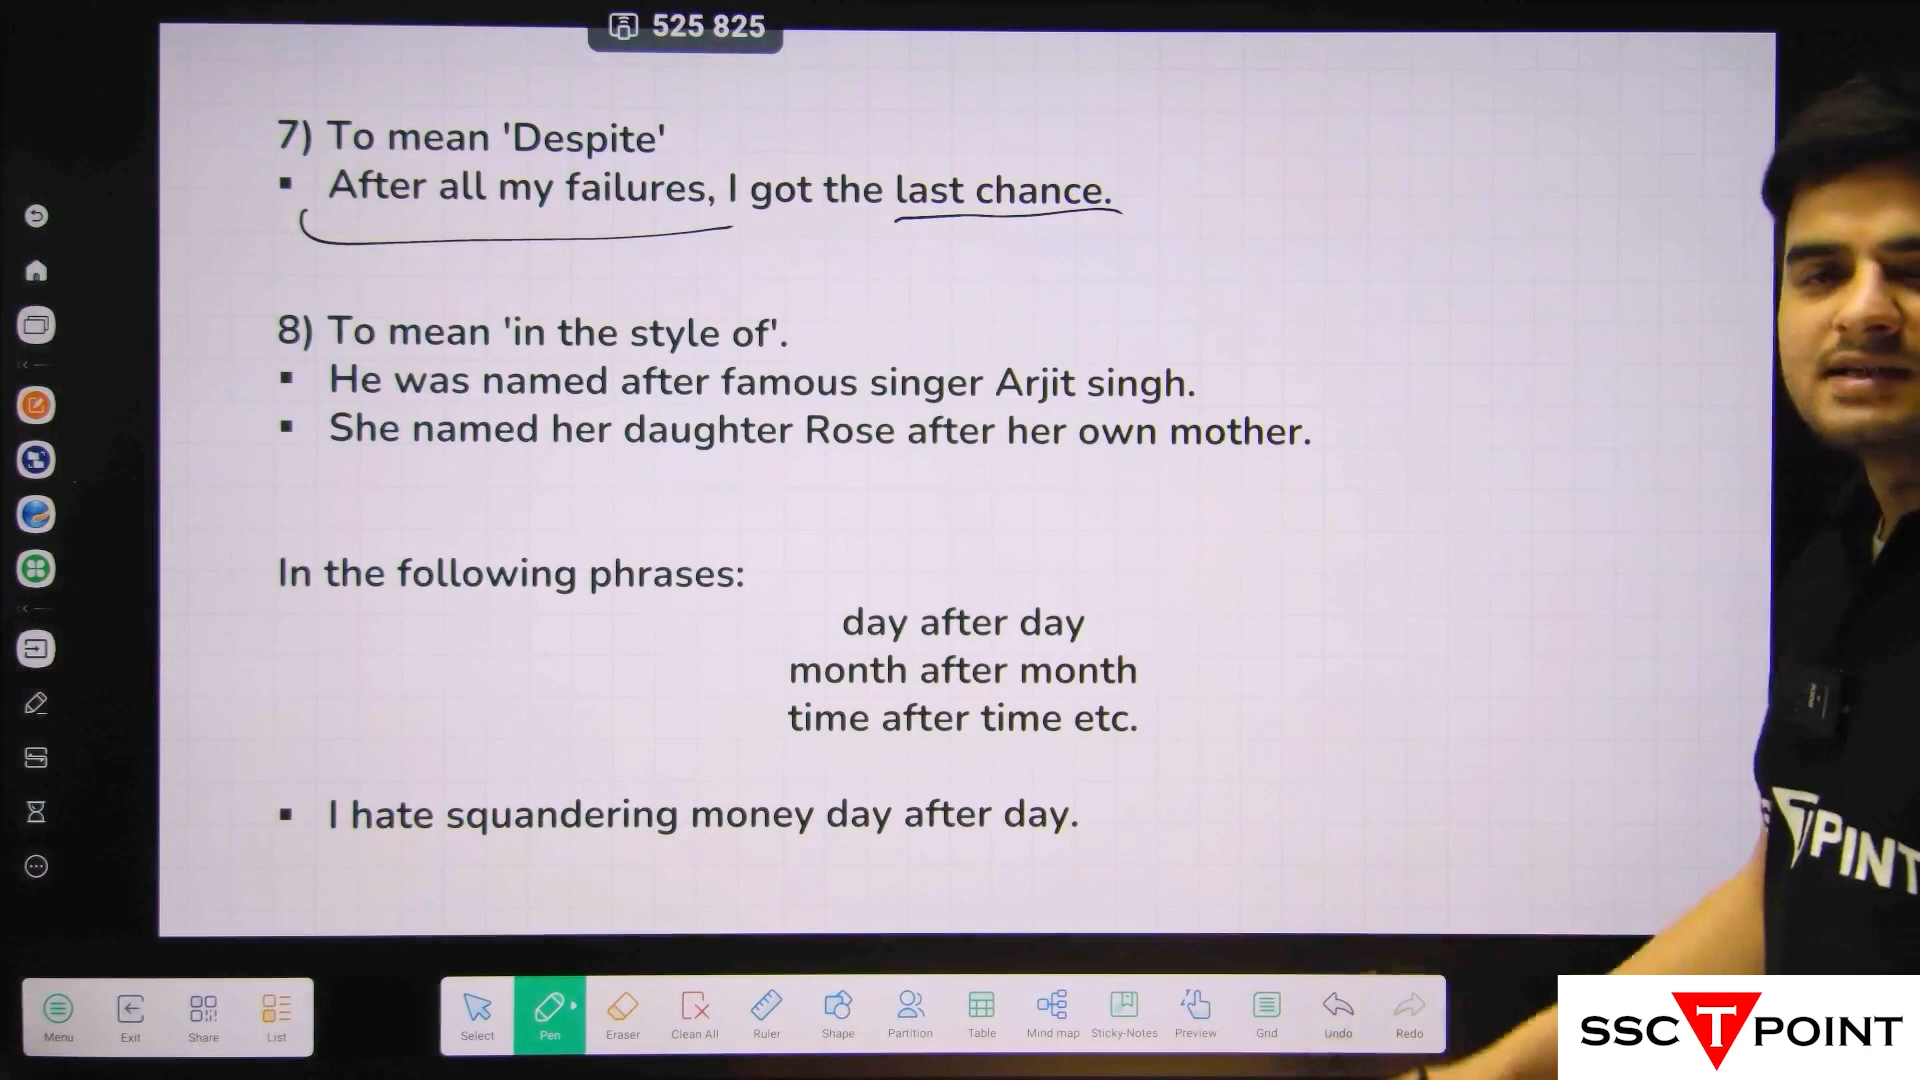 525 825
7) To mean 'Despite'
▪ After all my failures, I got the last chance.
8) To mean 'in the style of'.
▪ He was named after famous singer Arjit singh.
▪ She named her daughter Rose after her own mother.
In the following phrases:
day after day
month after month
time after time etc.
▪ I hate squandering money day after day.
PINT
Menu Exit Share List Select Pen Eraser Clean All Ruler Shape Partition Table Mind map Sticky-Notes Preview Grid Undo Redo
SSC T POINT